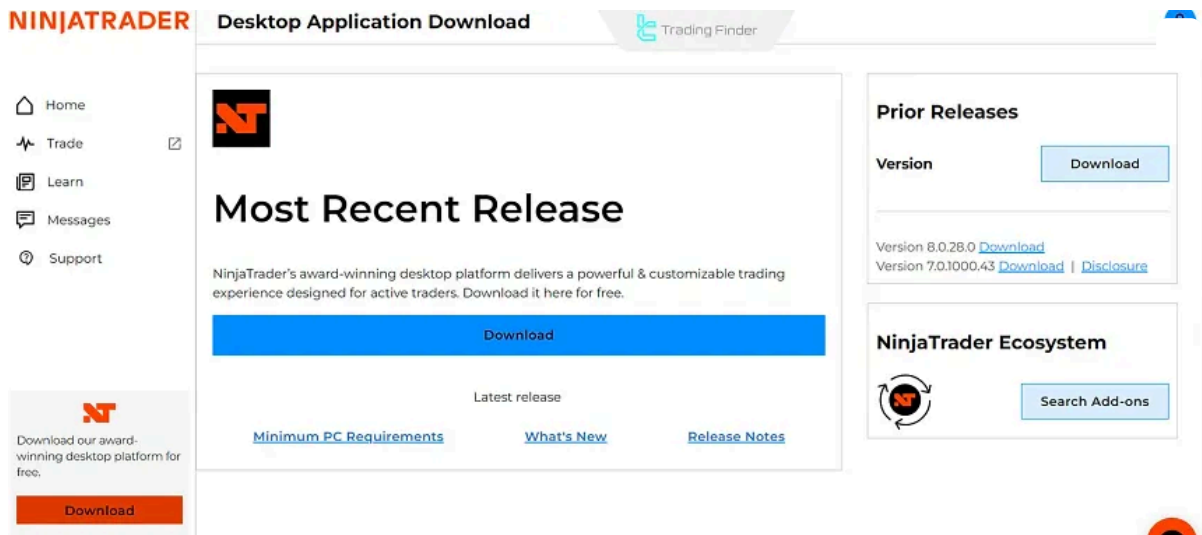 NINJATRADER
Desktop Application Download
Trading Finder
Home
Trade
Learn
Messages
Support
NT
Download our award-
winning desktop platform for
free.
Download
NT
Most Recent Release
NinjaTrader's award-winning desktop platform delivers a powerful & customizable trading
experience designed for active traders. Download it here for free.
Download
Latest release
Minimum PC Requirements What's New Release Notes
Prior Releases
Version Download
Version 8.0.28.0 Download
Version 7.0.1000.43 Download | Disclosure
NinjaTrader Ecosystem
NT
Search Add-ons